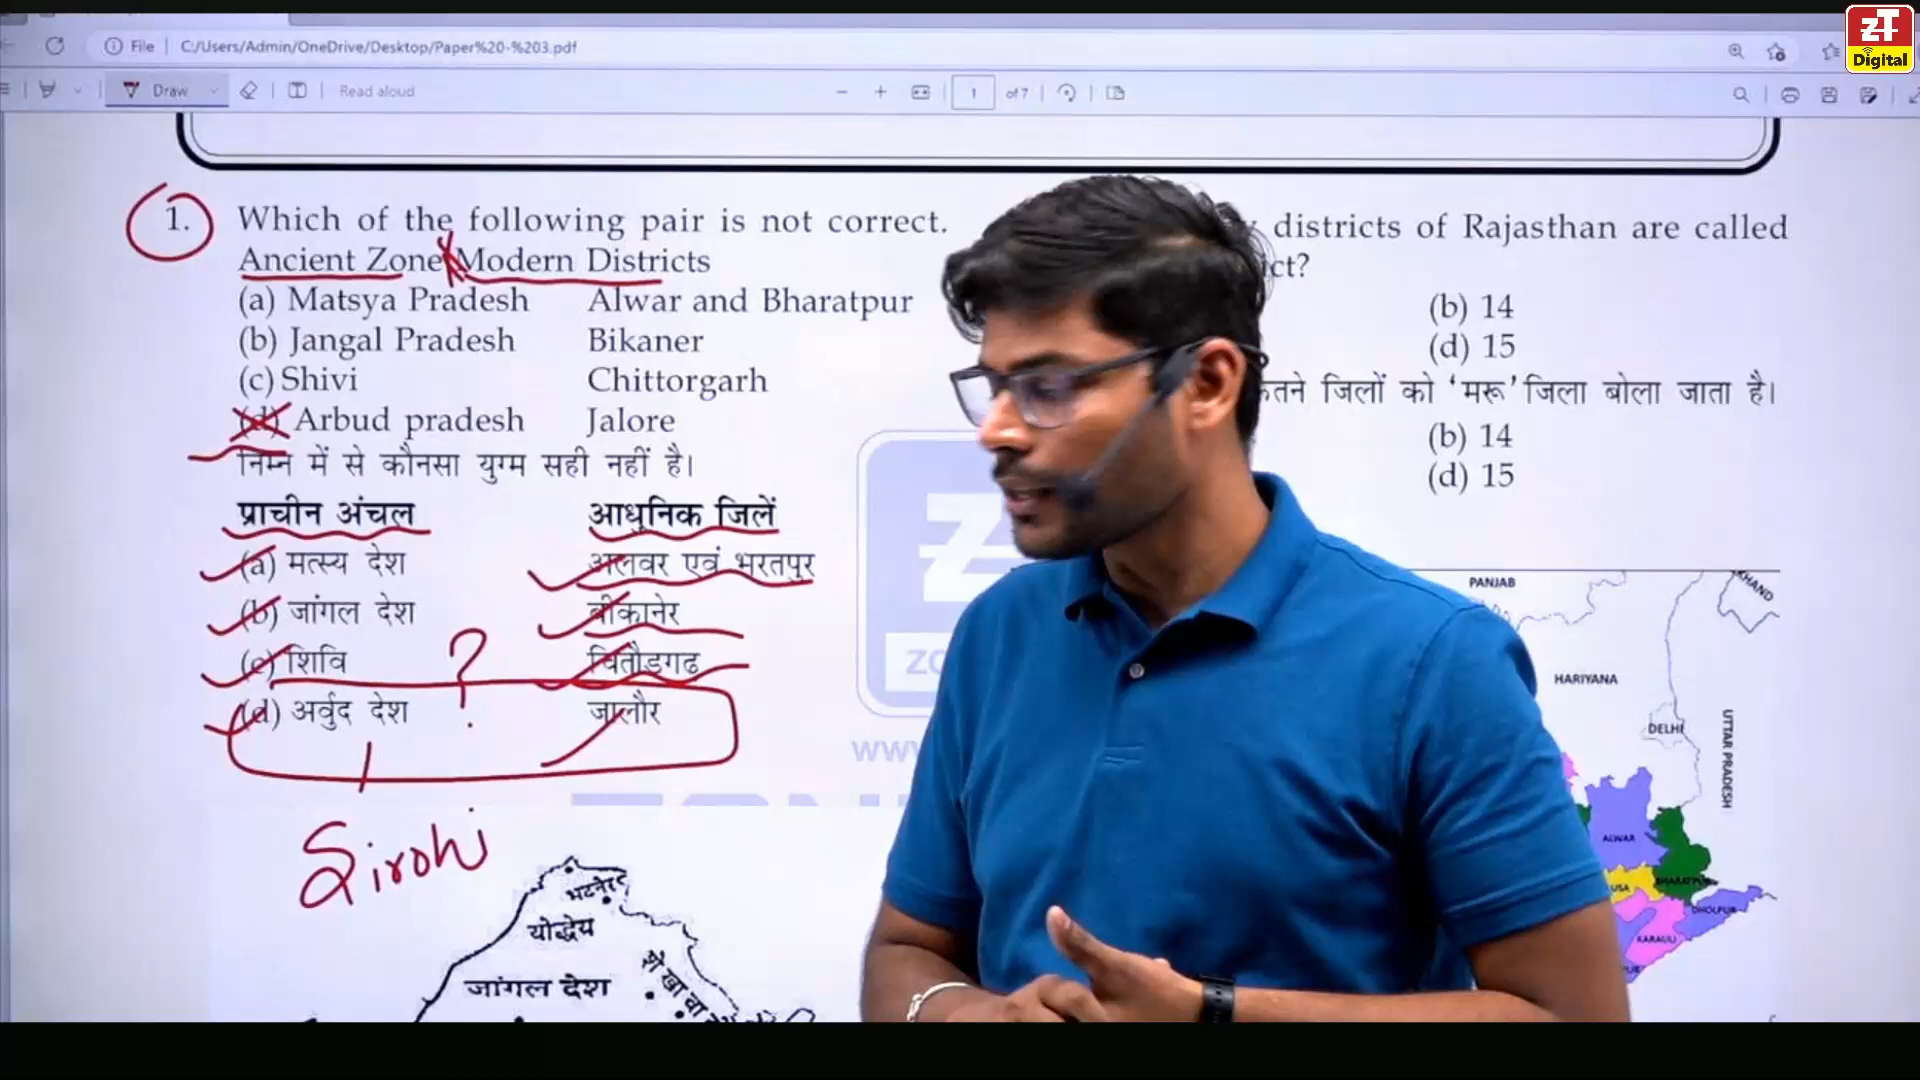 File C:/Users/Admin/OneDrive/Desktop/Paper%20-%203.pdf
Draw Read aloud 1 of 7
ZT
Digital
1. Which of the following pair is not correct.
Ancient Zone Modern Districts
(a) Matsya Pradesh Alwar and Bharatpur
(b) Jangal Pradesh Bikaner
(c) Shivi Chittorgarh
(d) Arbud pradesh Jalore
निम्न में से कौनसा युग्म सही नहीं है।
प्राचीन अंचल आधुनिक जिलें
(a) मत्स्य देश अलवर एवं भरतपुर
(b) जांगल देश बीकानेर
(c) शिवि चितौडगढ
?
(d) अर्वुद देश जालौर
Sirohi
भटनेर
योद्धेय
जांगल देश
districts of Rajasthan are called
(b) 14
(d) 15
जिलों को 'मरू' जिला बोला जाता है।
(b) 14
(d) 15
PANJAB
HARIYANA
DELHI
UTTAR PRADESH
ALWAR
BHARATPUR
DHOLPUR
KARAULI